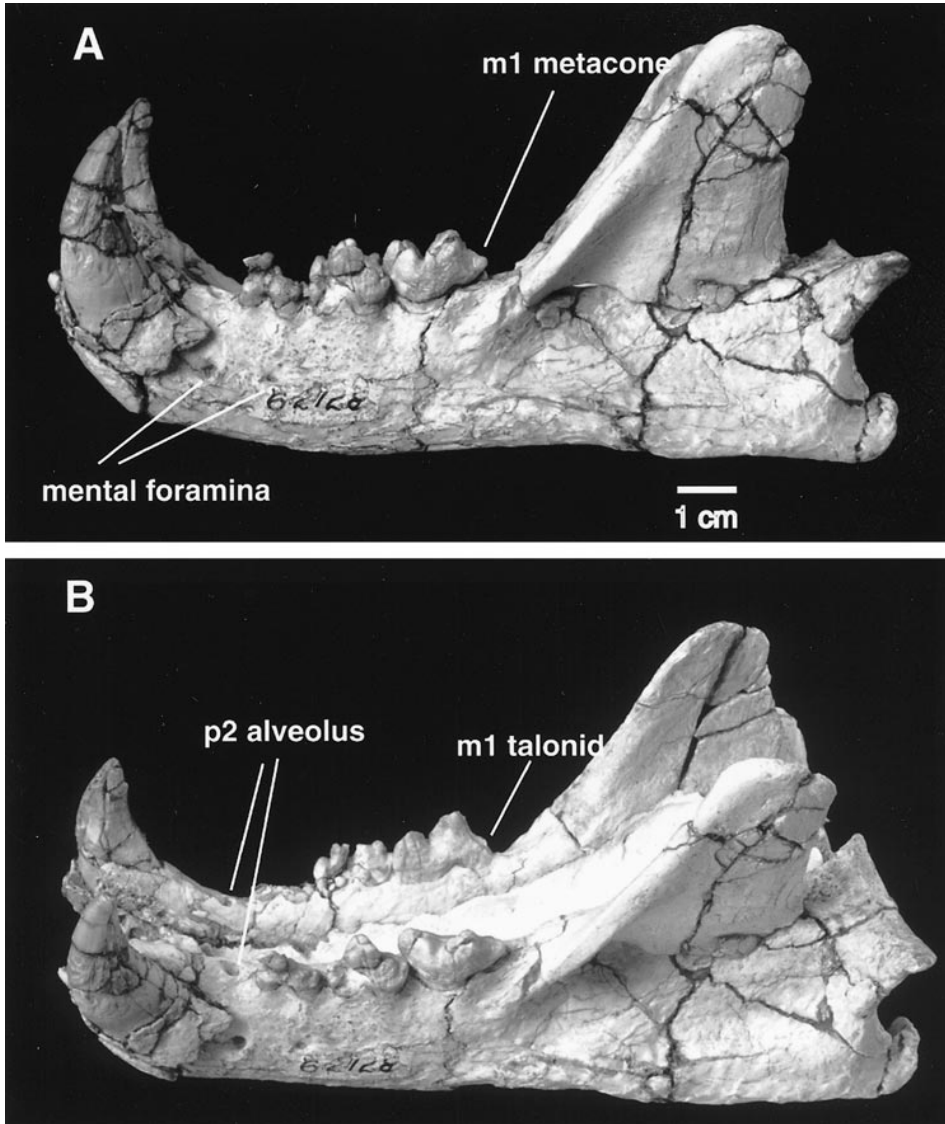 A
m1 metacone
62128
mental foramina
1 cm
B
p2 alveolus
m1 talonid
62128